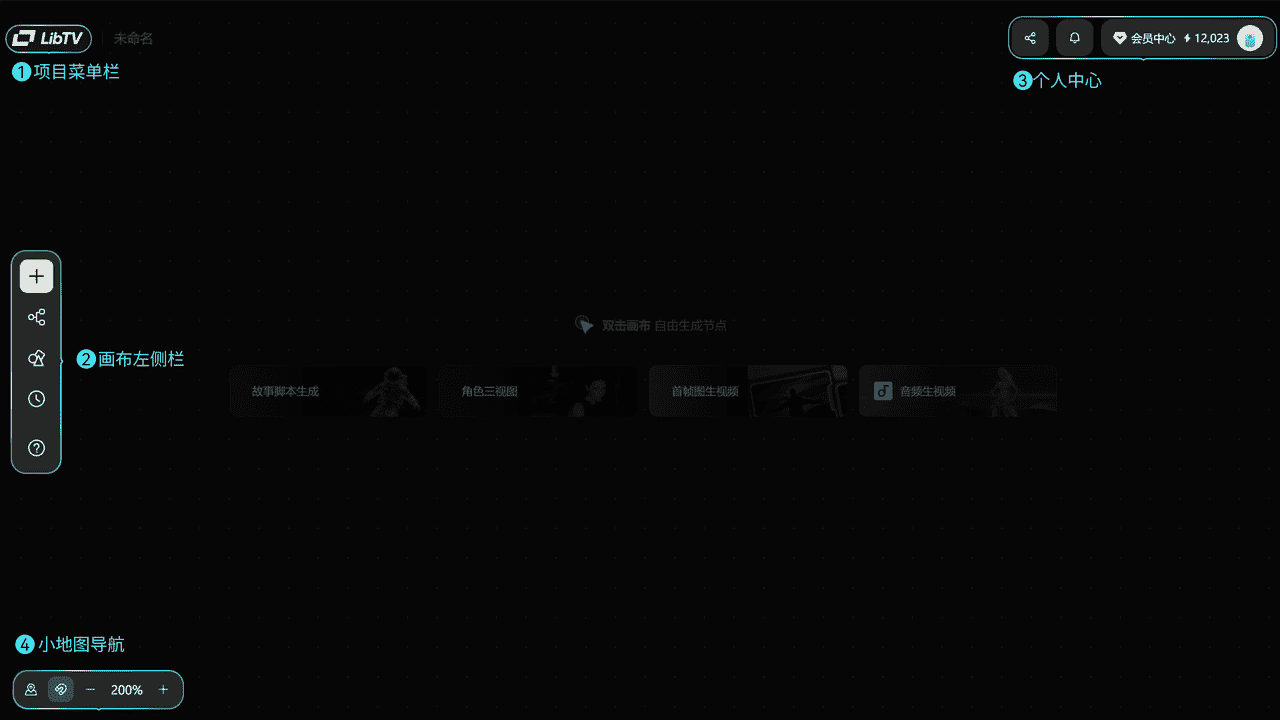 LibTV
未命名
会员中心 12,023
1 项目菜单栏
3 个人中心
双击画布 自由生成节点
2 画布左侧栏
故事脚本生成
角色三视图
首帧图生视频
音频生视频
4 小地图导航
200%